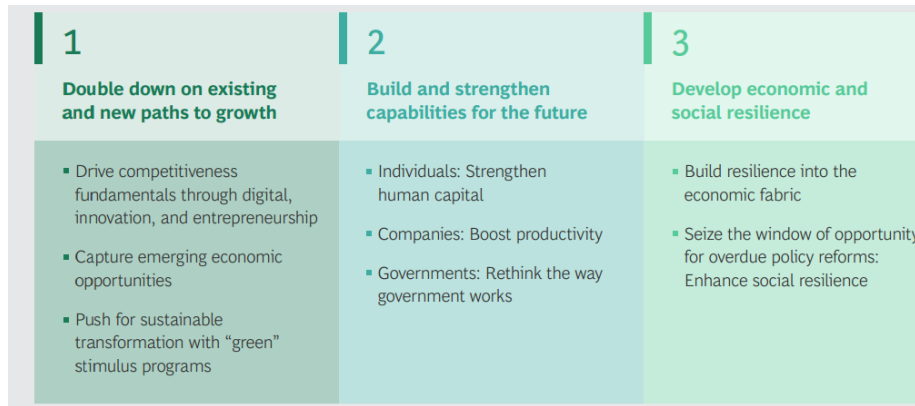 1
Double down on existing
and new paths to growth
▪ Drive competitiveness
fundamentals through digital,
innovation, and entrepreneurship
▪ Capture emerging economic
opportunities
▪ Push for sustainable
transformation with “green”
stimulus programs
2
Build and strengthen
capabilities for the future
▪ Individuals: Strengthen
human capital
▪ Companies: Boost productivity
▪ Governments: Rethink the way
government works
3
Develop economic and
social resilience
▪ Build resilience into the
economic fabric
▪ Seize the window of opportunity
for overdue policy reforms:
Enhance social resilience